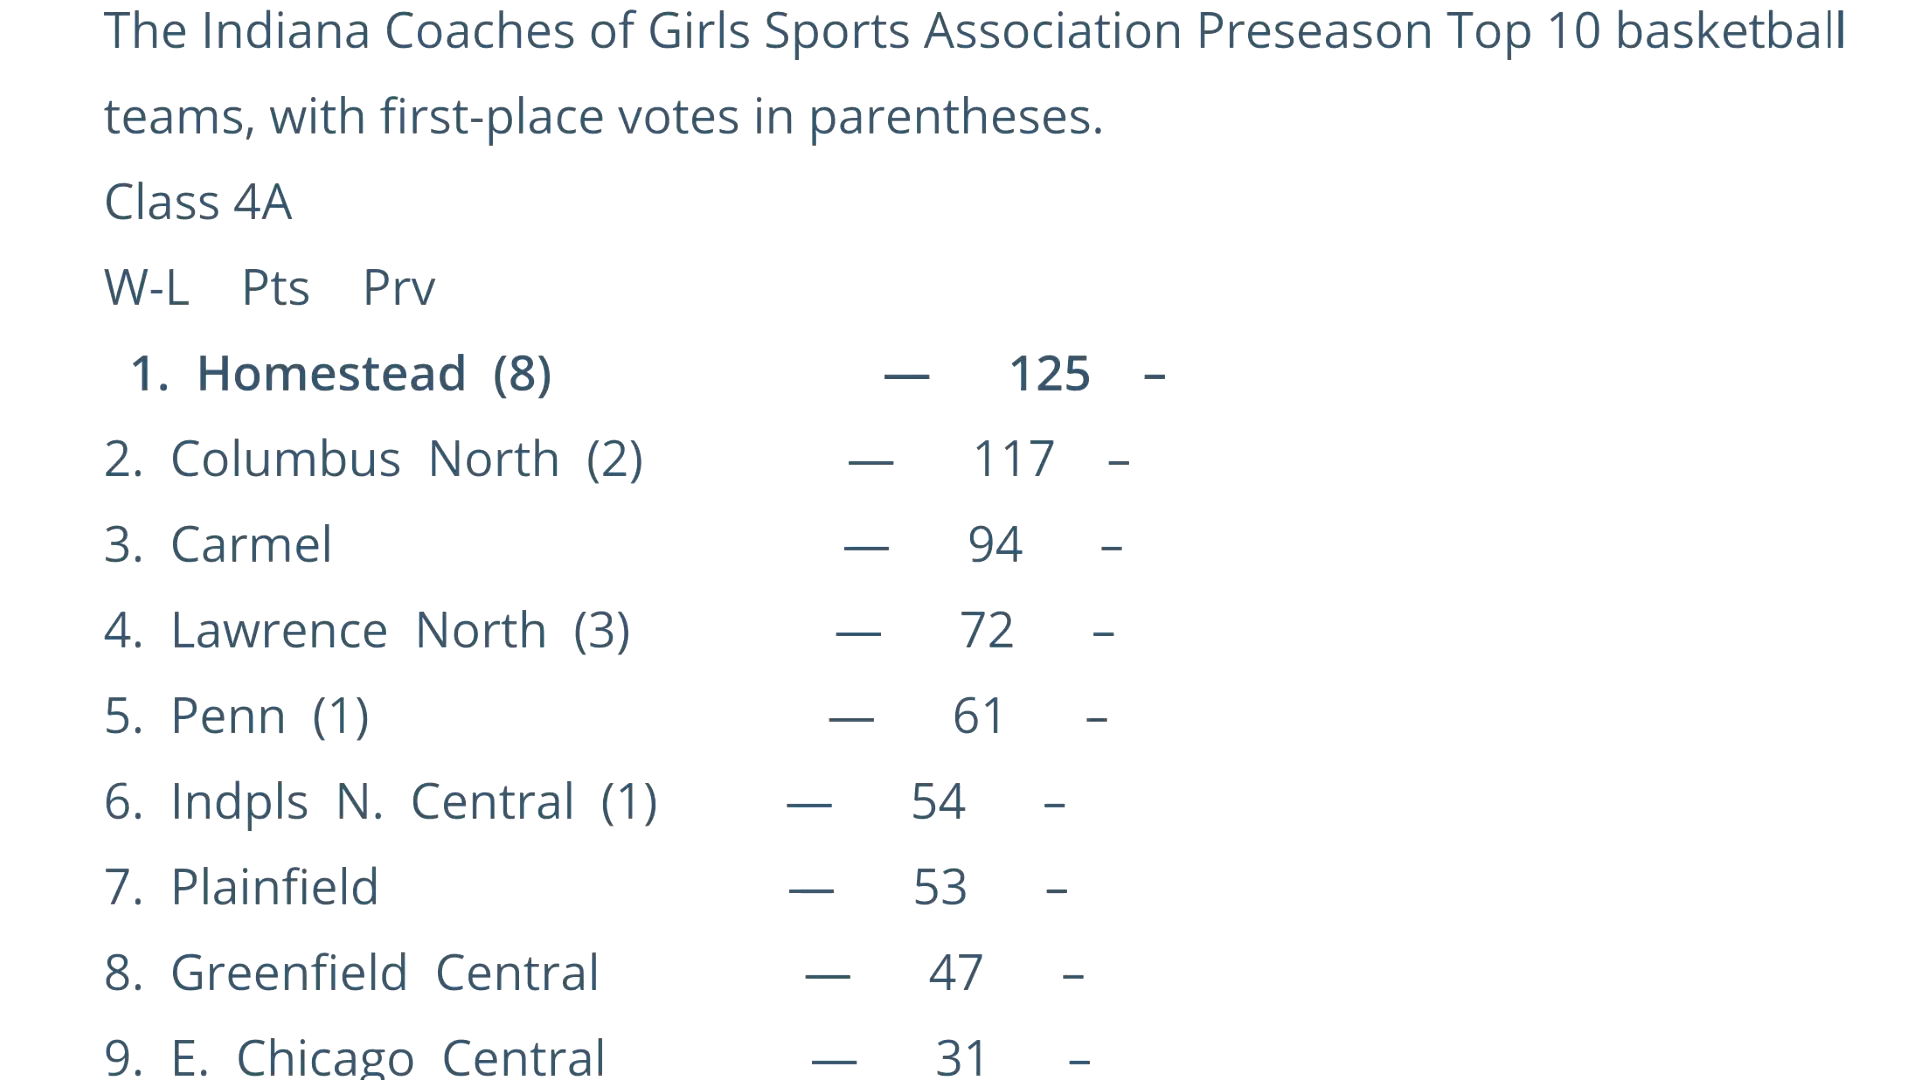 The Indiana Coaches of Girls Sports Association Preseason Top 10 basketball
teams, with first-place votes in parentheses.
Class 4A
W-L Pts Prv
1. Homestead (8) — 125 –
2. Columbus North (2) — 117 –
3. Carmel — 94 –
4. Lawrence North (3) — 72 –
5. Penn (1) — 61 –
6. Indpls N. Central (1) — 54 –
7. Plainfield — 53 –
8. Greenfield Central — 47 –
9. E. Chicago Central — 31 –